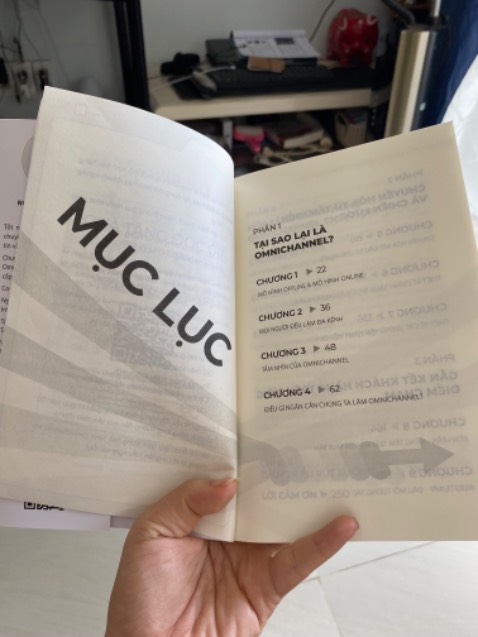 MỤC LỤC
PHẦN 1
TẠI SAO LẠI LÀ
OMNICHANNEL?
CHƯƠNG 1 ▶ 22
MÔ HÌNH OFFLINE & MÔ HÌNH ONLINE
CHƯƠNG 2 ▶ 36
MỌI NGƯỜI ĐỀU LÀM ĐA KÊNH
CHƯƠNG 3 ▶ 48
TẦM NHÌN CỦA OMNICHANNEL
CHƯƠNG 4 ▶ 62
ĐIỀU GÌ NGĂN CẢN CHÚNG TA LÀM OMNICHANNEL?